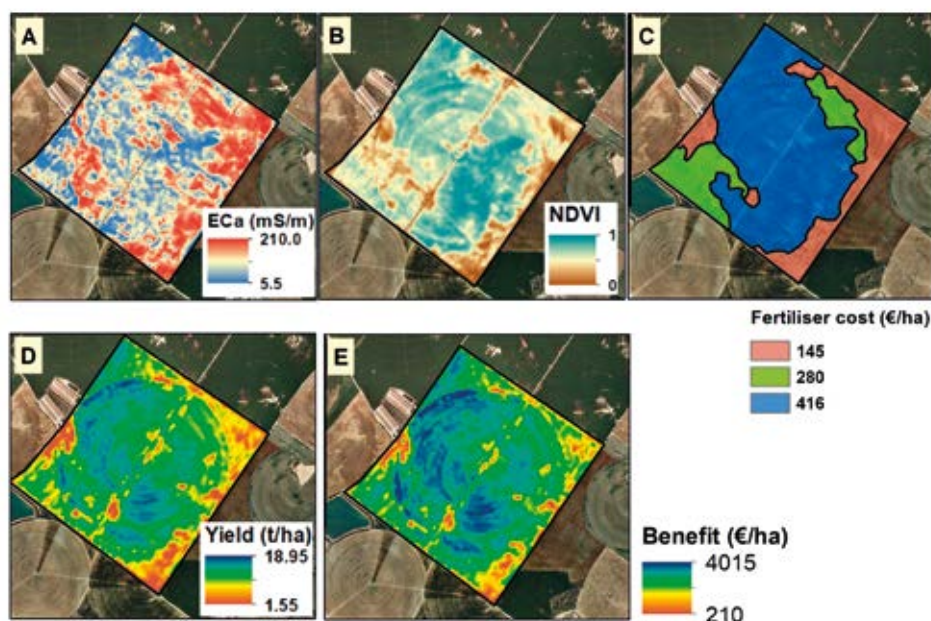 A
ECa (mS/m)
210.0
5.5
B
NDVI
1
0
C
Fertiliser cost (€/ha)
145
280
416
D
Yield (t/ha)
18.95
1.55
E
Benefit (€/ha)
4015
210